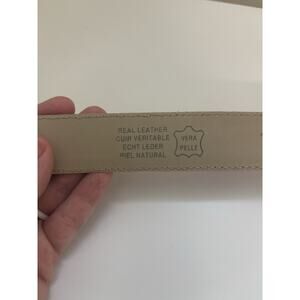 REAL LEATHER
CUIR VERITABLE
ECHT LEDER
PIEL NATURAL
VERA
PELLE